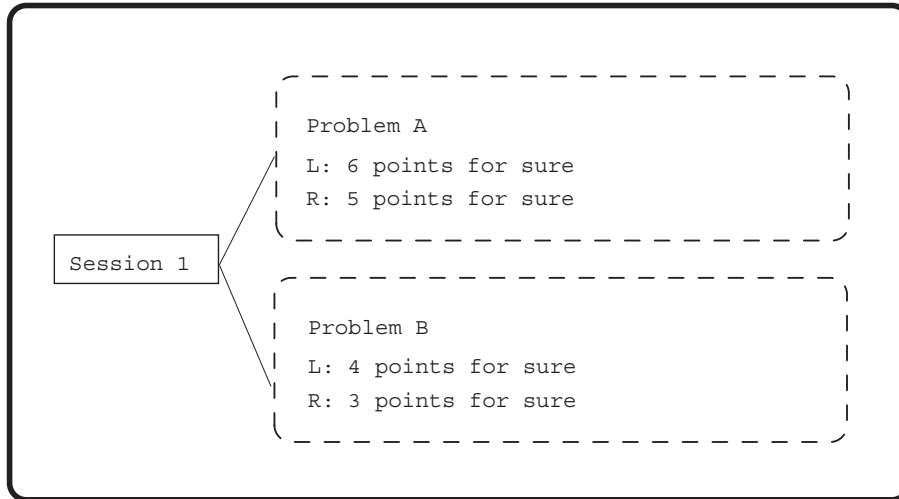 Session 1
Problem A
L: 6 points for sure
R: 5 points for sure
Problem B
L: 4 points for sure
R: 3 points for sure